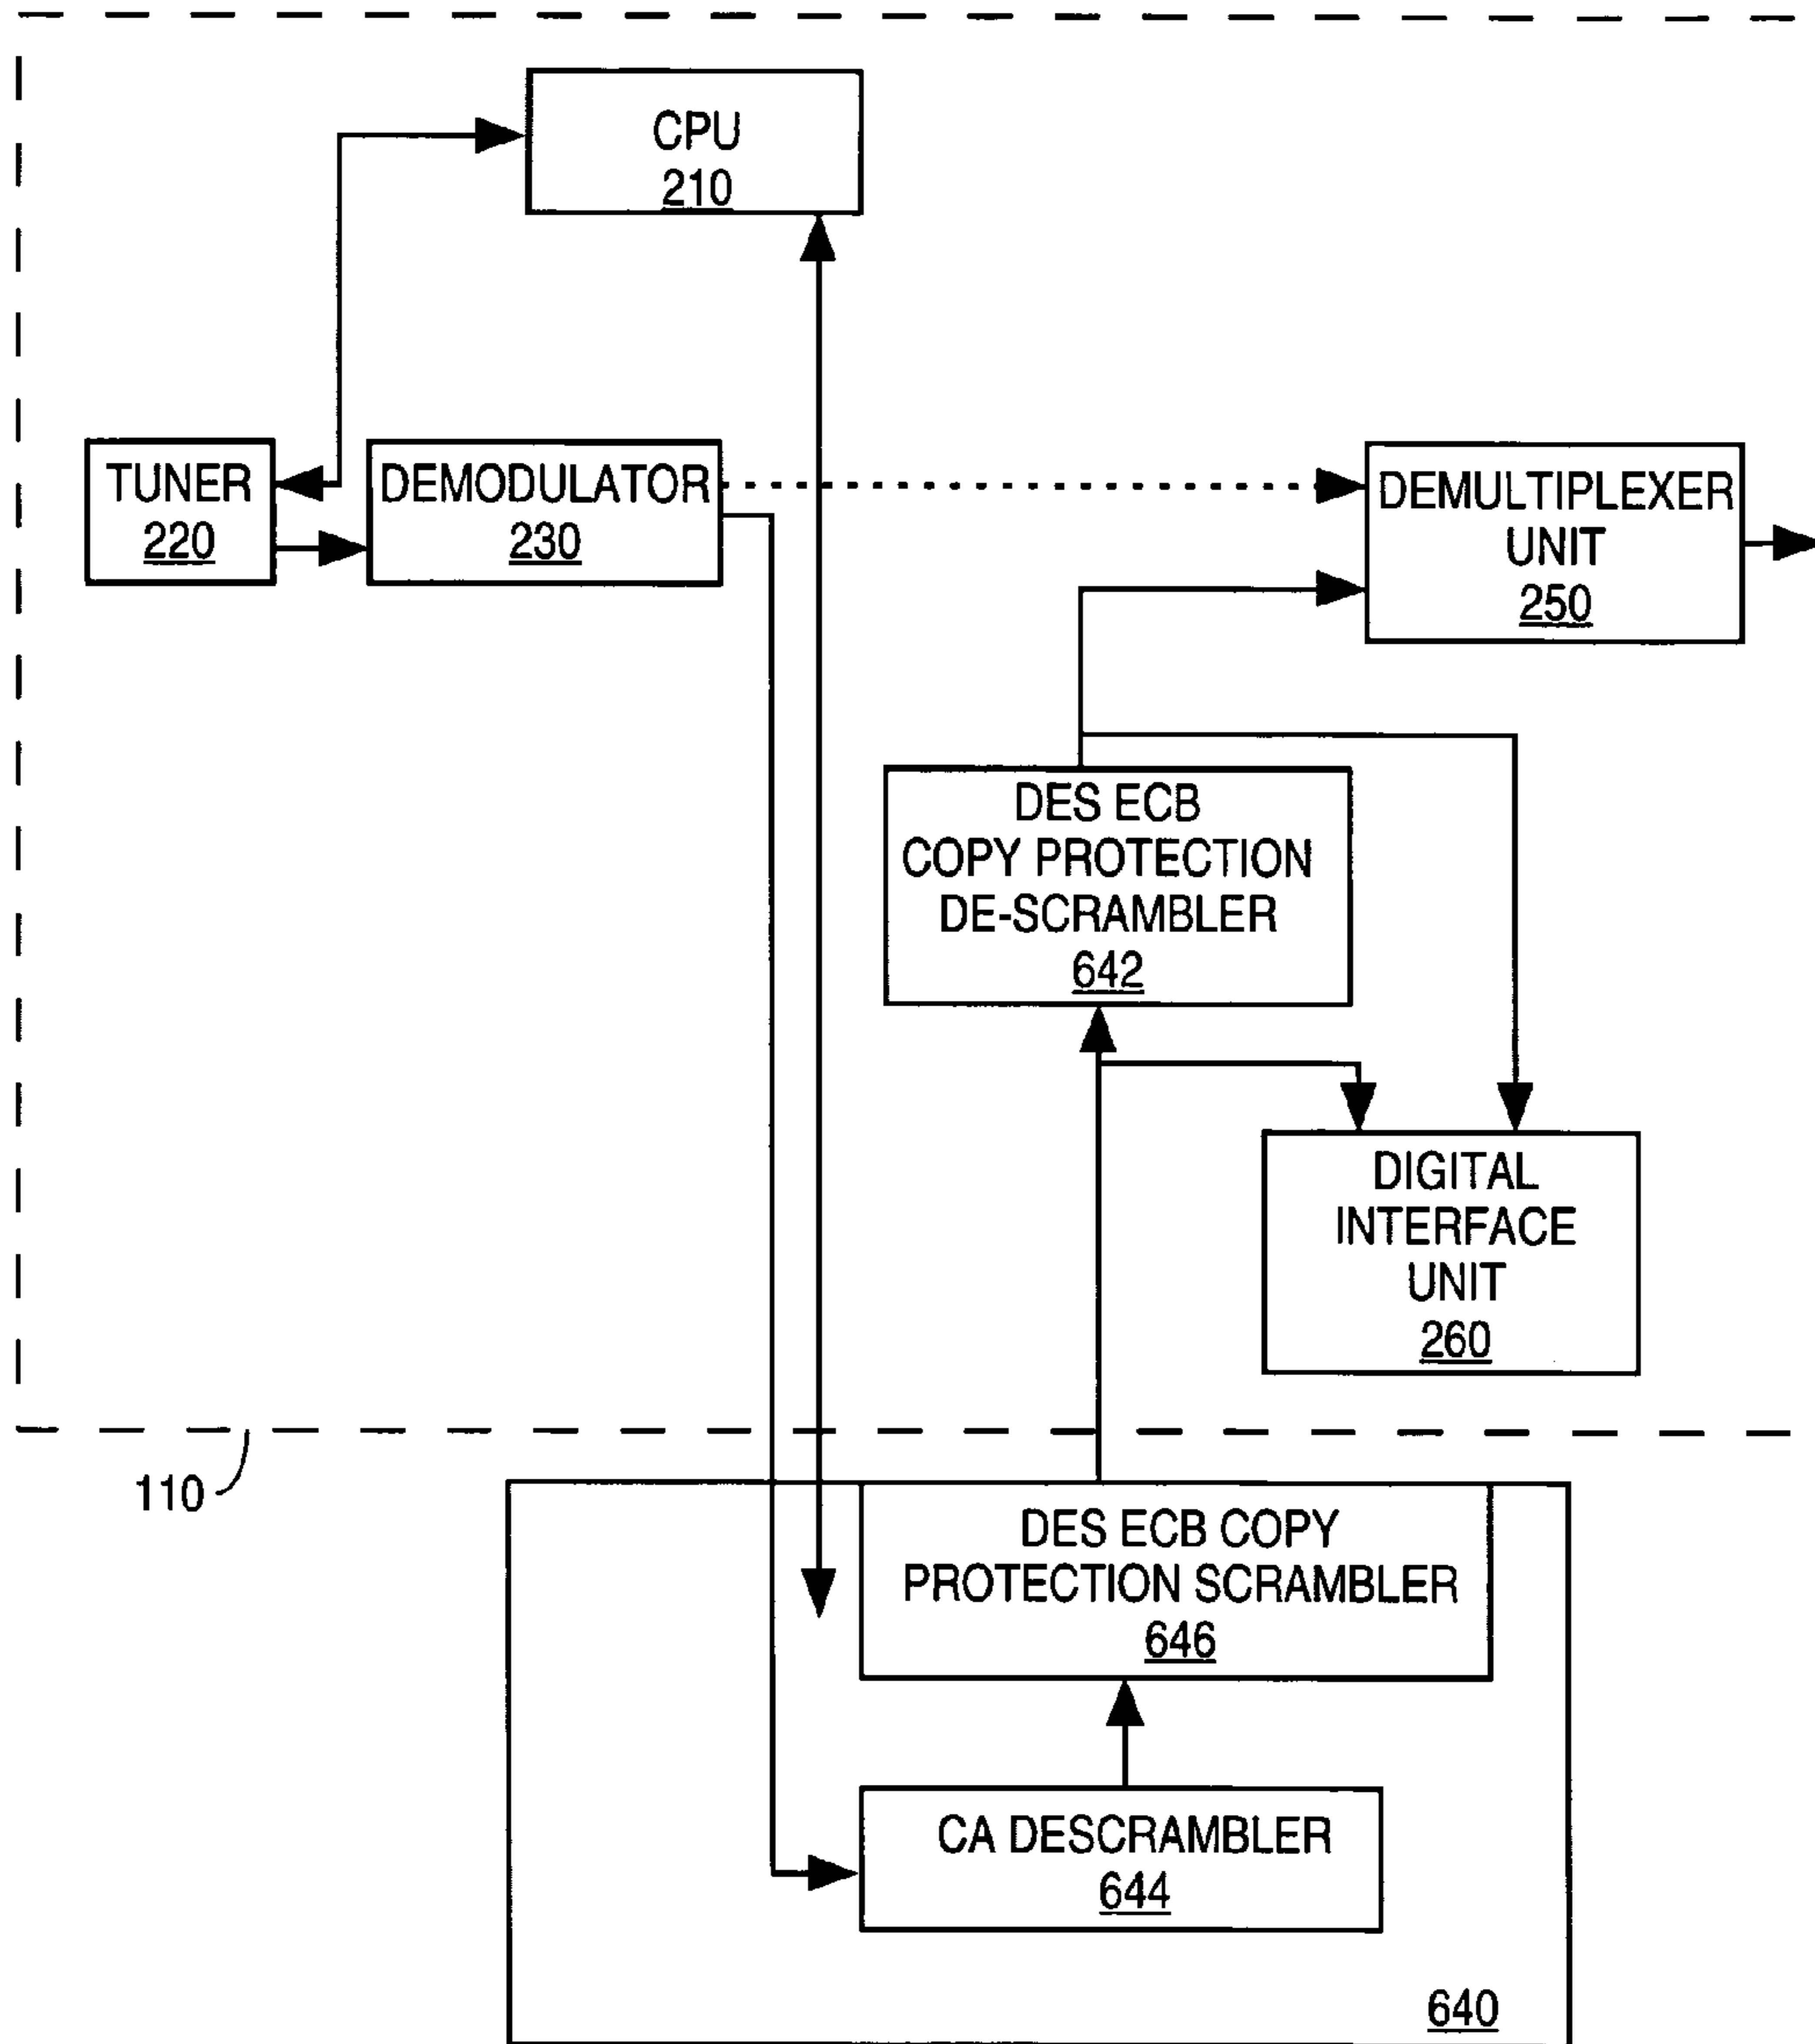 CPU
210
TUNER
220
DEMODULATOR
230
DEMULTIPLEXER
UNIT
250
DES ECB
COPY PROTECTION
DE-SCRAMBLER
642
DIGITAL
INTERFACE
UNIT
260
110
DES ECB COPY
PROTECTION SCRAMBLER
646
CA DESCRAMBLER
644
640